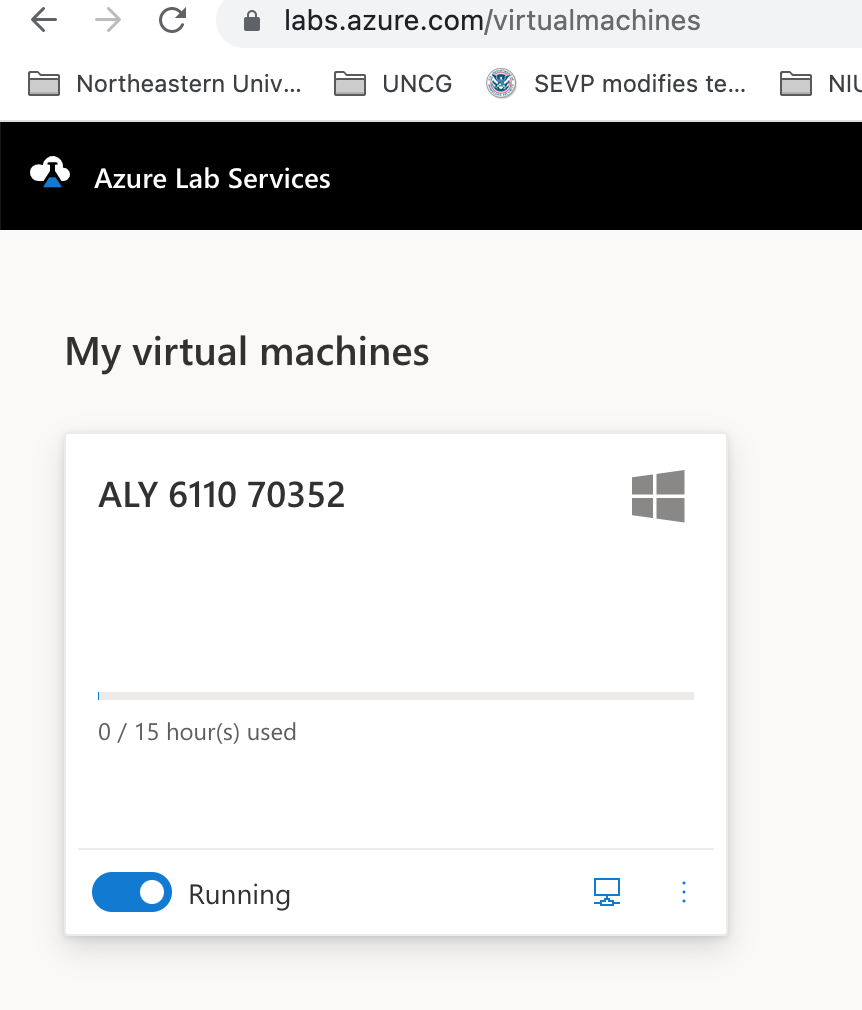 labs.azure.com/virtualmachines
Northeastern Univ... UNCG SEVP modifies te... NIU
Azure Lab Services
My virtual machines
ALY 6110 70352
0 / 15 hour(s) used
Running